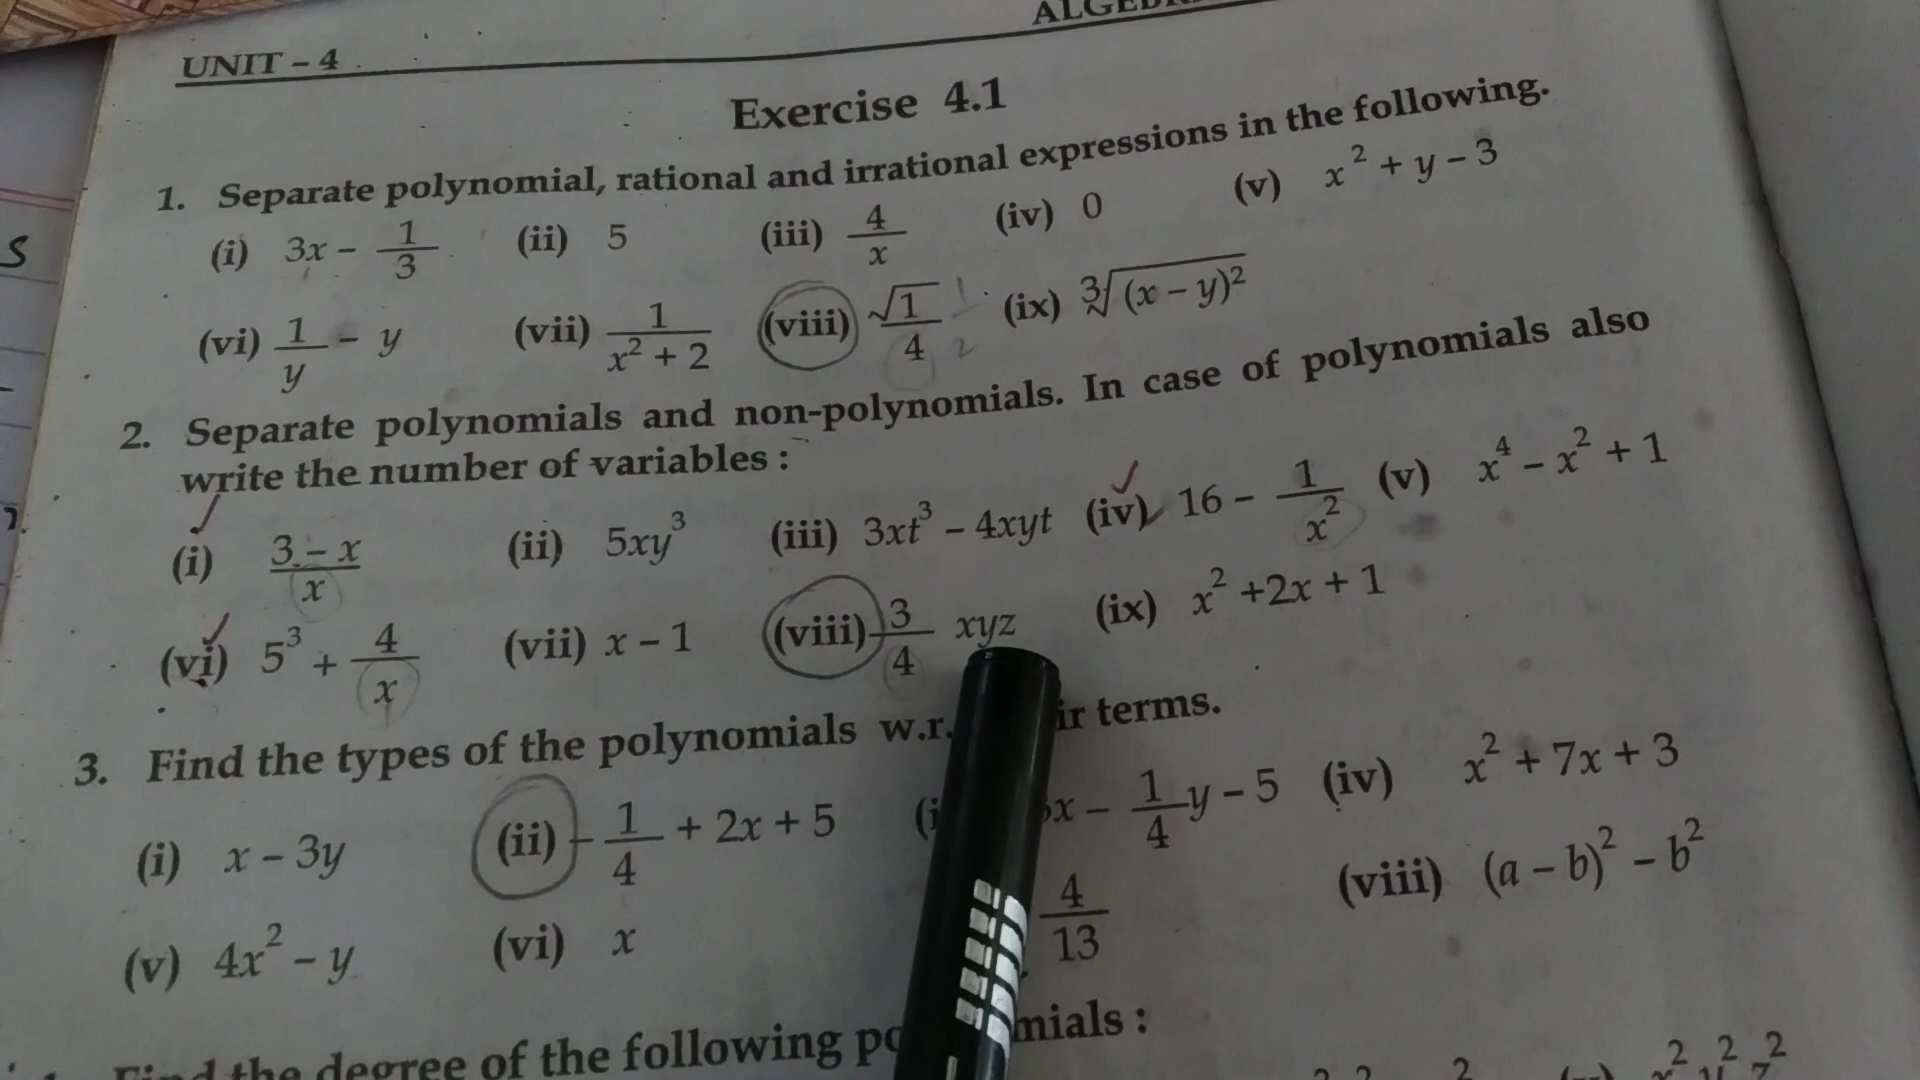 UNIT – 4
Exercise 4.1
1. Separate polynomial, rational and irrational expressions in the following.
(i) 3x – 1/3 (ii) 5 (iii) 4/x (iv) 0 (v) x² + y – 3
(vi) 1/y – y (vii) 1/(x² + 2) (viii) √1/4 (ix) ∛(x – y)²
2. Separate polynomials and non-polynomials. In case of polynomials also
write the number of variables :
(i) (3 – x)/x (ii) 5xy³ (iii) 3xt³ – 4xyt (iv) 16 – 1/x² (v) x⁴ – x² + 1
(vi) 5³ + 4/x (vii) x – 1 (viii) 3/4 xyz (ix) x² +2x + 1
3. Find the types of the polynomials w.r. terms.
(i) x – 3y (ii) – 1/4 + 2x + 5 x – 1/4 y – 5 (iv) x² + 7x + 3
(v) 4x² – y (vi) x 4/13 (viii) (a – b)² – b²
Find the degree of the following :